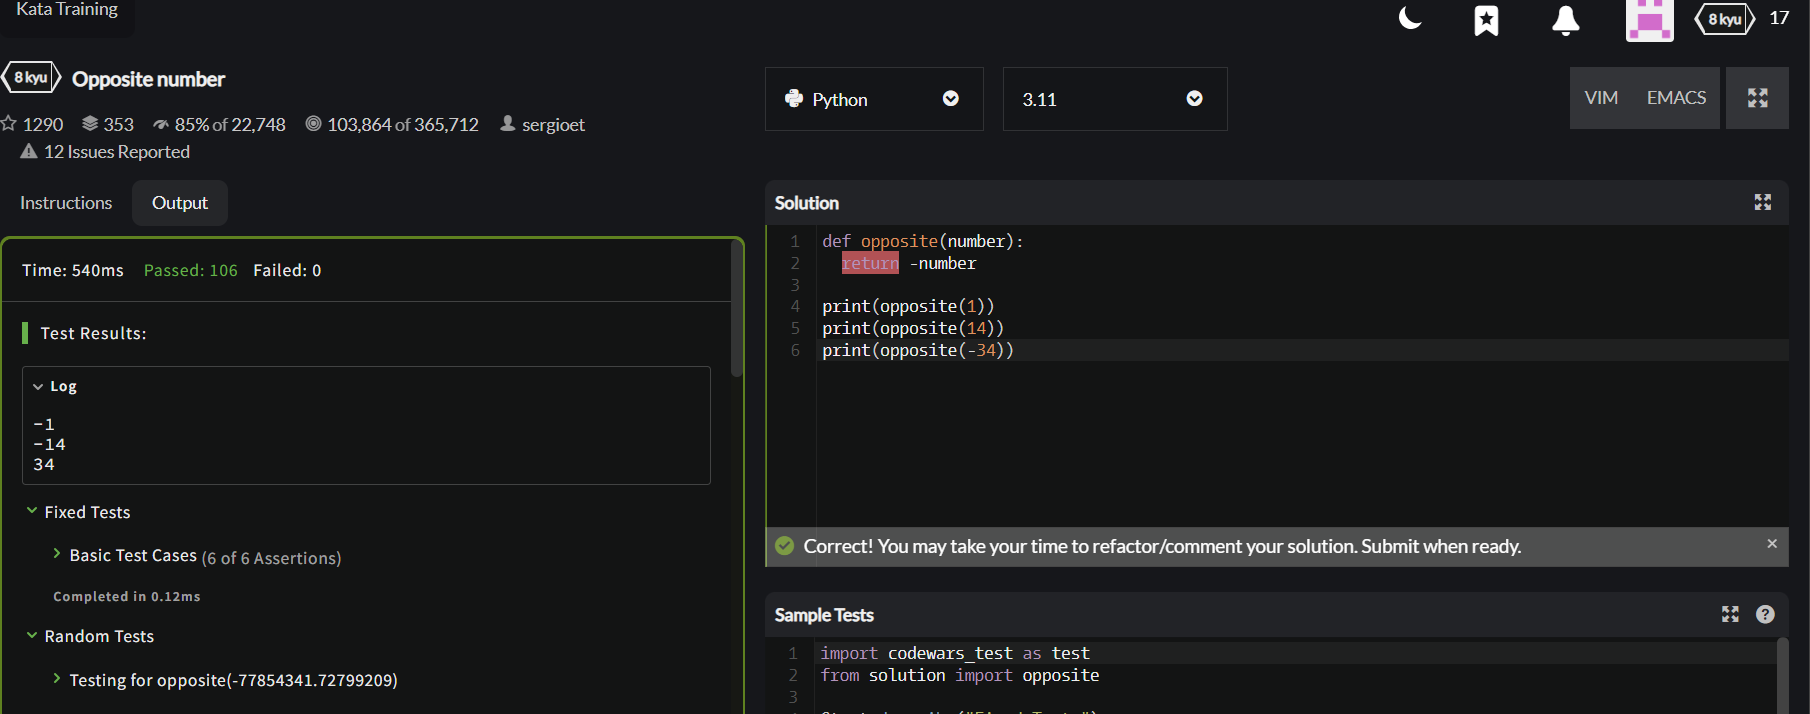 Kata Training
8 kyu 17
8 kyu Opposite number
1290 353 85% of 22,748 103,864 of 365,712 sergioet
12 Issues Reported
Instructions Output
Time: 540ms Passed: 106 Failed: 0
Test Results:
Log
-1
-14
34
Fixed Tests
Basic Test Cases (6 of 6 Assertions)
Completed in 0.12ms
Random Tests
Testing for opposite(-77854341.72799209)
Python 3.11 VIM EMACS
Solution
1 def opposite(number):
2 return -number
3
4 print(opposite(1))
5 print(opposite(14))
6 print(opposite(-34))
Correct! You may take your time to refactor/comment your solution. Submit when ready.
Sample Tests
1 import codewars_test as test
2 from solution import opposite
3